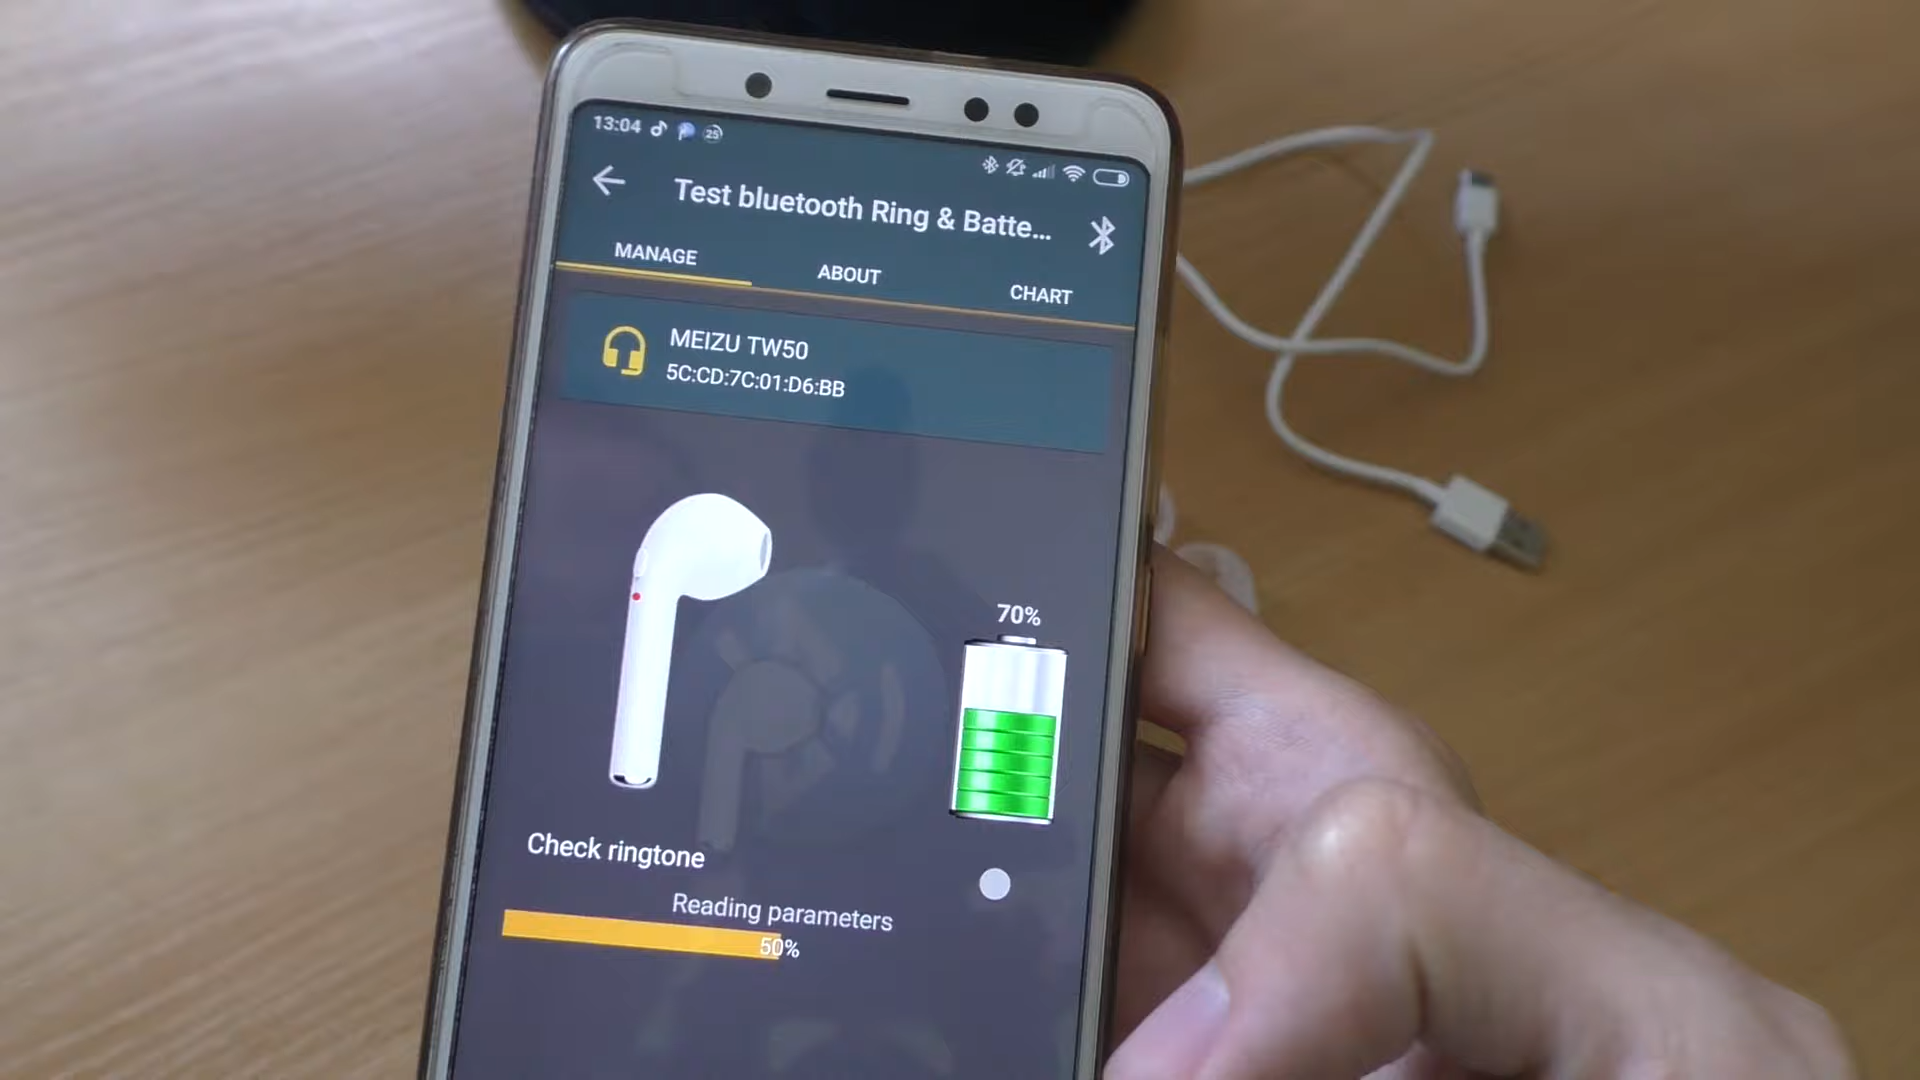 13:04
25
Test bluetooth Ring & Batte...
MANAGE
ABOUT
CHART
MEIZU TW50
5C:CD:7C:01:D6:BB
70%
Check ringtone
Reading parameters
50%